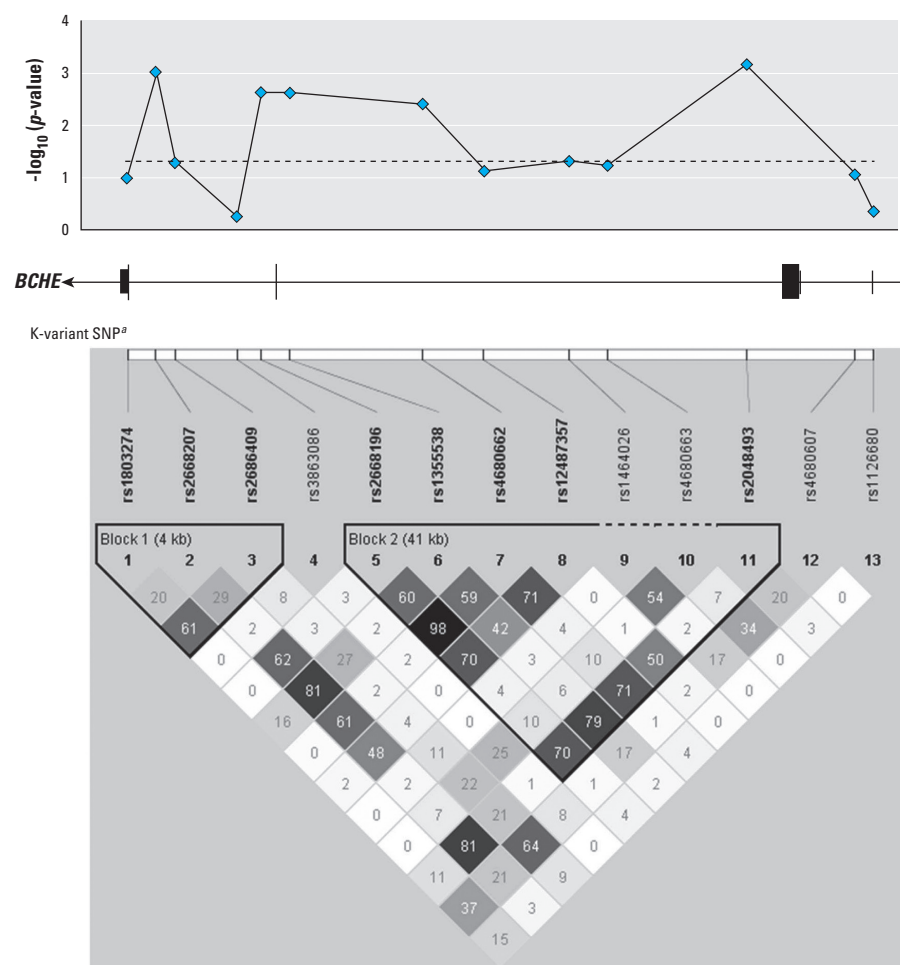 -log10 (p-value)
4
3
2
1
0
BCHE
K-variant SNPa
rs1803274
rs2668207
rs2686409
rs3863086
rs2668196
rs1355538
rs4680662
rs12487357
rs1464026
rs4680663
rs2048493
rs4680607
rs1126680
Block 1 (4 kb)
Block 2 (41 kb)
1 2 3 4 5 6 7 8 9 10 11 12 13
20 29 8 3 60 59 71 0 54 7 20 0
61 2 3 2 98 42 4 1 2 34 3
0 62 27 2 70 3 10 50 17 0
0 81 2 0 4 6 71 2 0
16 61 4 0 10 79 1 0
0 48 11 25 70 17 4
2 2 22 1 1 2
0 7 21 8 4
0 81 64 0
11 21 9
37 3
15